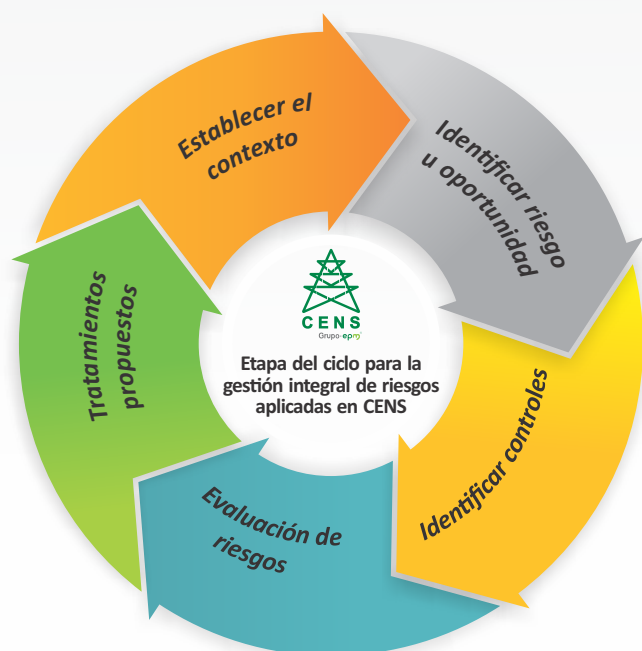 Establecer el
contexto
Identificar riesgo
u oportunidad
Identificar controles
Evaluación de
riesgos
Tratamientos
propuestos
CENS
Grupo·epm
Etapa del ciclo para la
gestión integral de riesgos
aplicadas en CENS